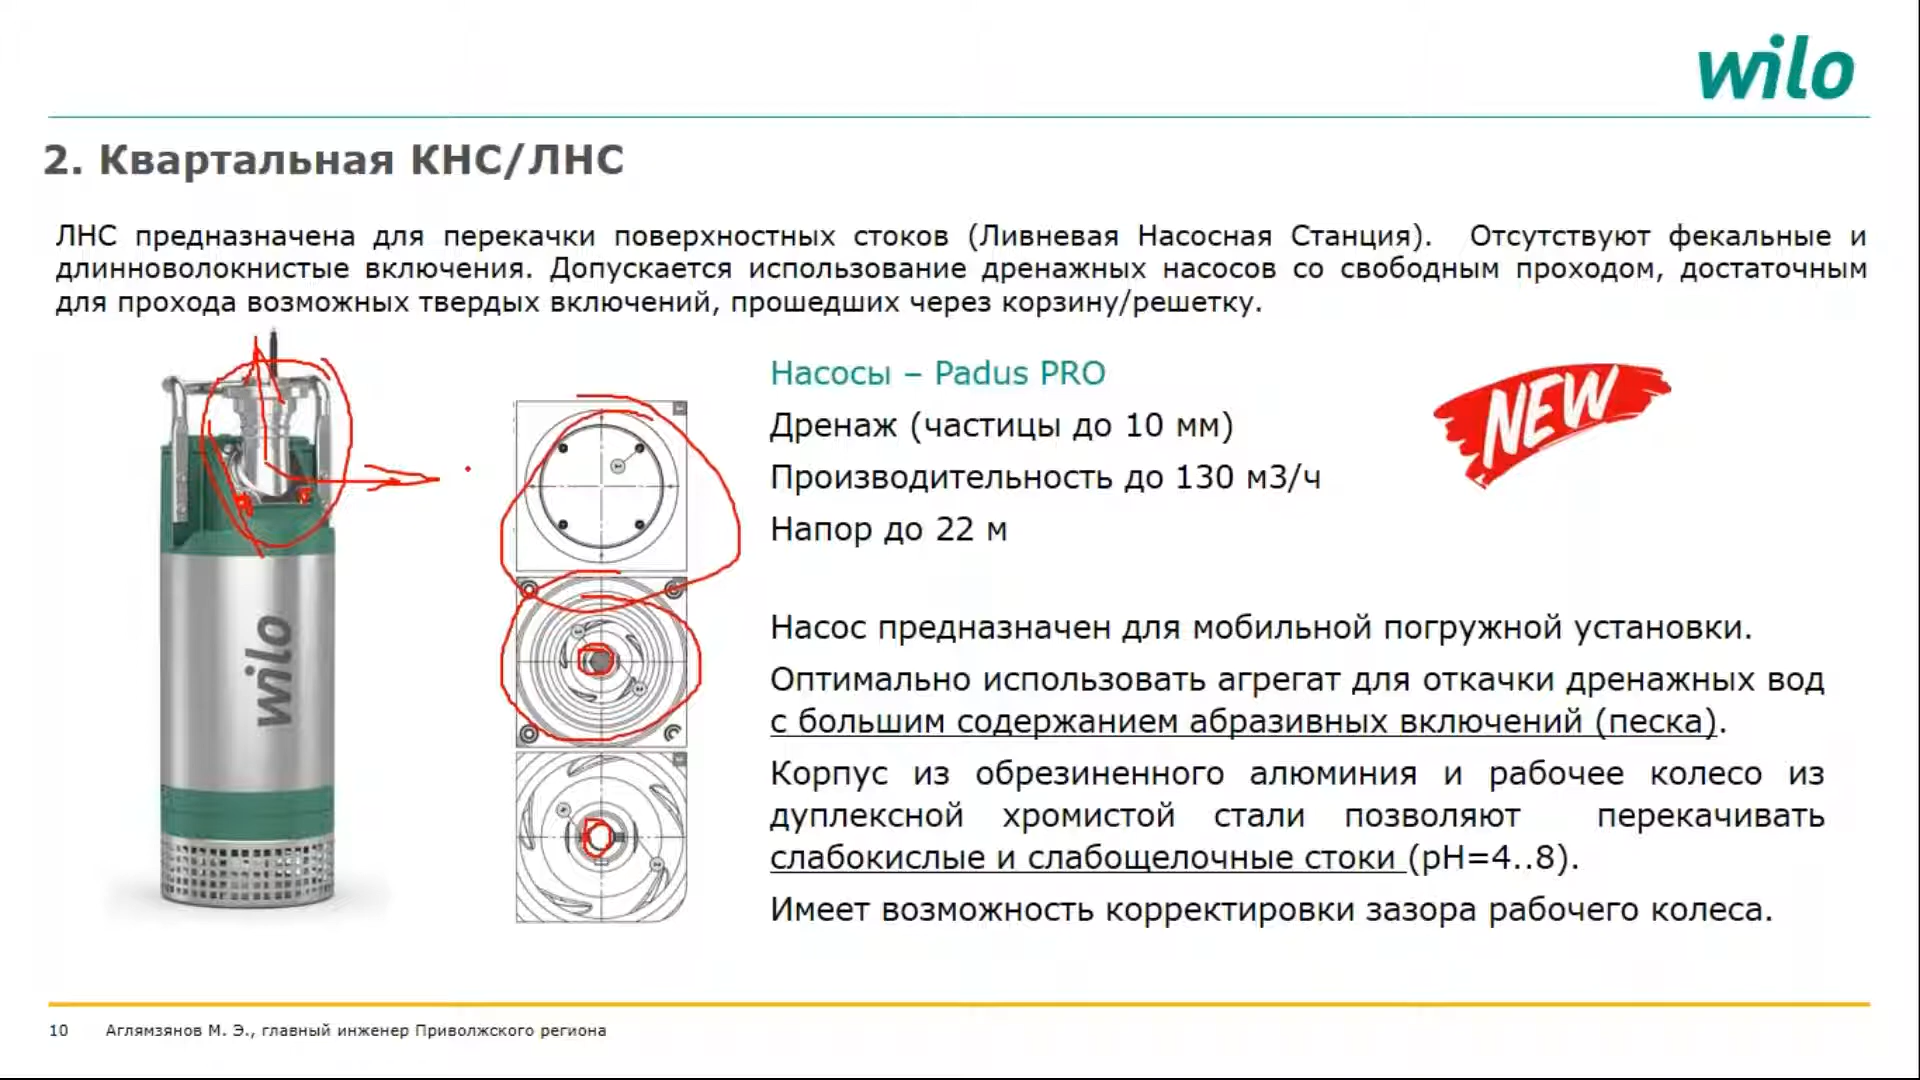 wilo
2. Квартальная КНС/ЛНС
ЛНС предназначена для перекачки поверхностных стоков (Ливневая Насосная Станция). Отсутствуют фекальные и
длинноволокнистые включения. Допускается использование дренажных насосов со свободным проходом, достаточным
для прохода возможных твердых включений, прошедших через корзину/решетку.
Насосы – Padus PRO
Дренаж (частицы до 10 мм)
Производительность до 130 м3/ч
Напор до 22 м
NEW
wilo
Насос предназначен для мобильной погружной установки.
Оптимально использовать агрегат для откачки дренажных вод
с большим содержанием абразивных включений (песка).
Корпус из обрезиненного алюминия и рабочее колесо из
дуплексной хромистой стали позволяют перекачивать
слабокислые и слабощелочные стоки (pH=4..8).
Имеет возможность корректировки зазора рабочего колеса.
10 Аглямзянов М. Э., главный инженер Приволжского региона